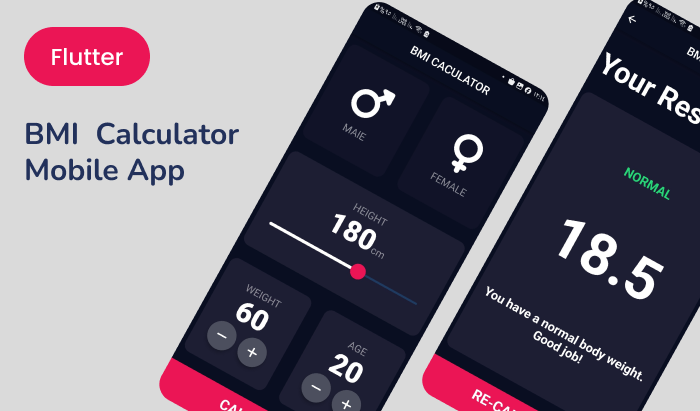 Flutter
BMI Calculator
Mobile App
BMI CACULATOR
MAIE
FEMALE
HEIGHT
180cm
WEIGHT
60
AGE
20
Your Res
NORMAL
18.5
You have a normal body weight.
Good job!